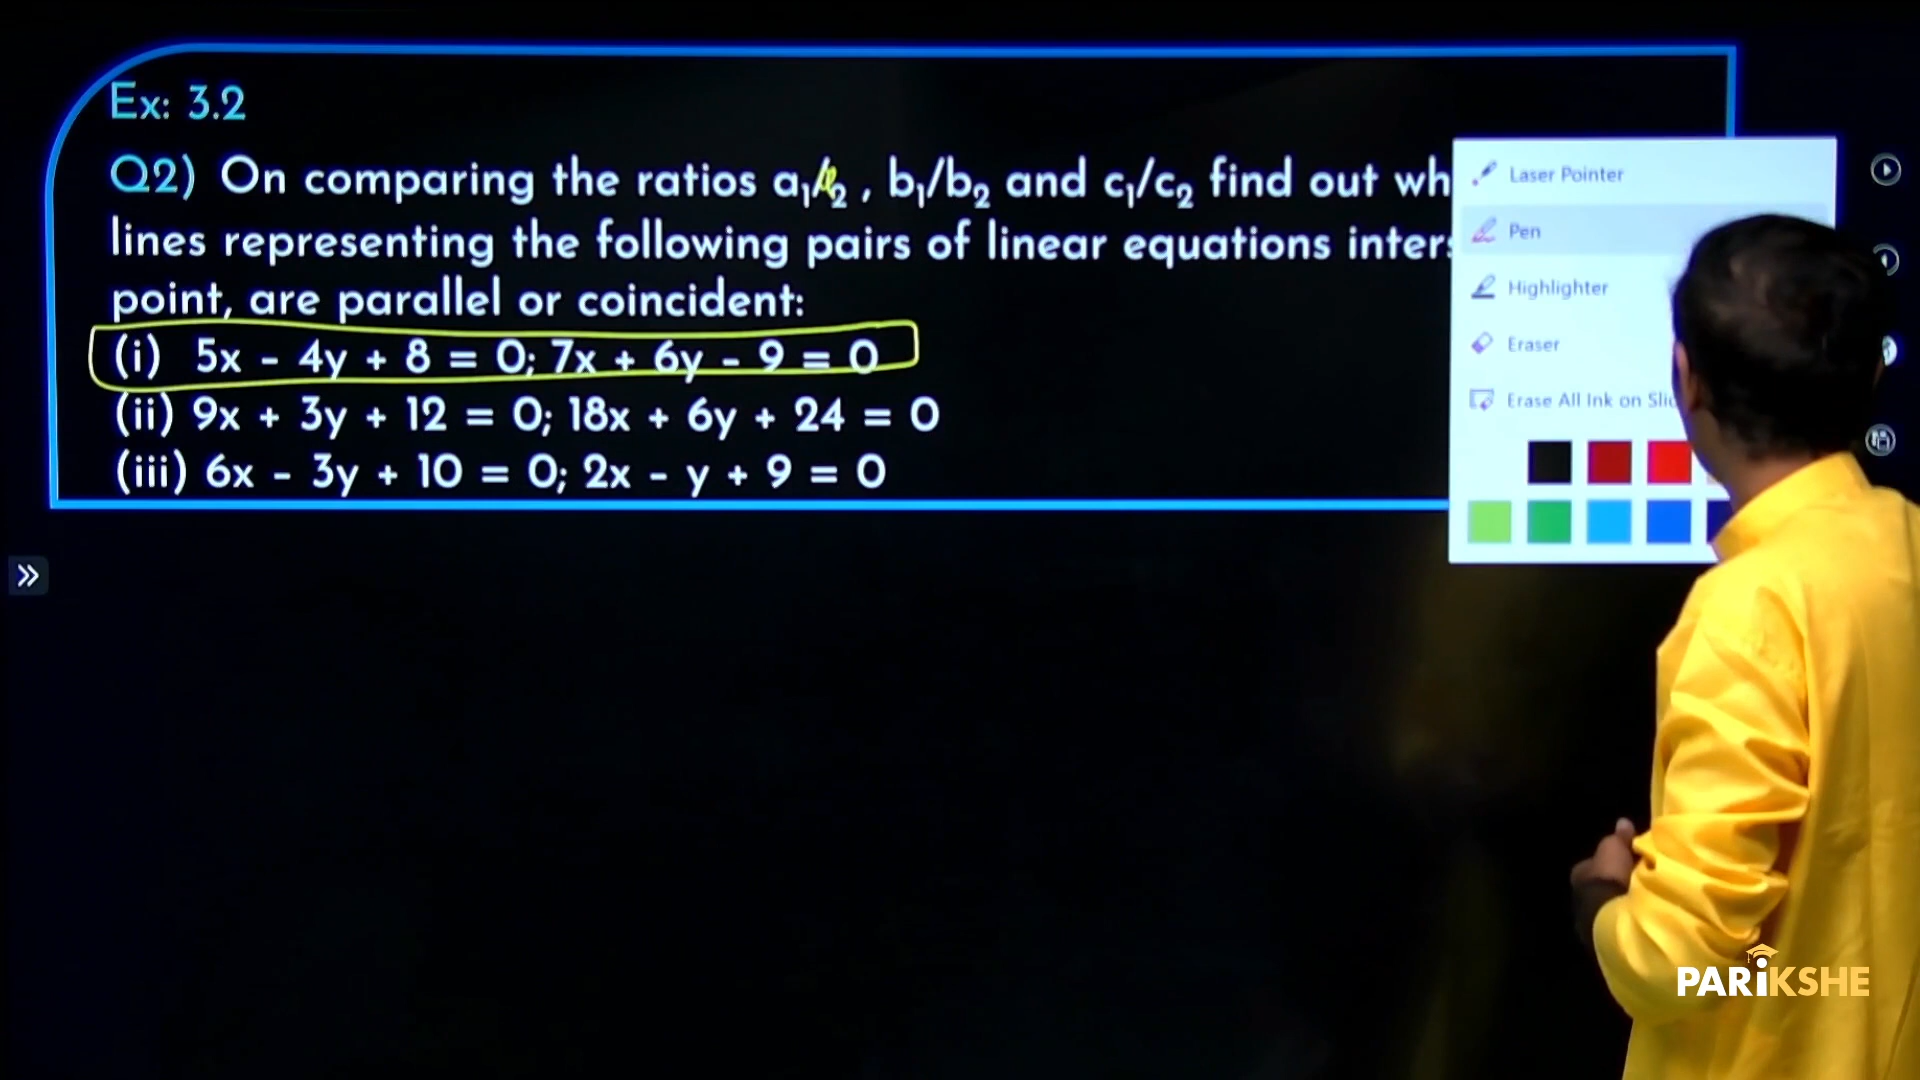 Ex: 3.2
Q2) On comparing the ratios a₁/a₂ , b₁/b₂ and c₁/c₂ find out
lines representing the following pairs of linear equations
point, are parallel or coincident:
(i) 5x - 4y + 8 = 0; 7x + 6y - 9 = 0
(ii) 9x + 3y + 12 = 0; 18x + 6y + 24 = 0
(iii) 6x - 3y + 10 = 0; 2x - y + 9 = 0
Laser Pointer
Pen
Highlighter
Eraser
Erase All Ink on
PARiKSHE